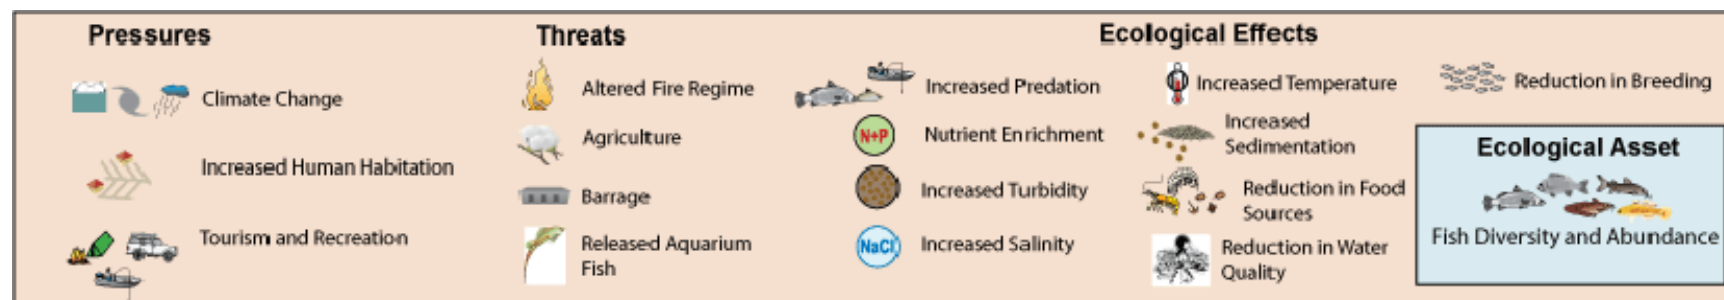 Pressures
Climate Change
Increased Human Habitation
Tourism and Recreation
Threats
Altered Fire Regime
Agriculture
Barrage
Released Aquarium
Fish
Ecological Effects
Increased Predation
N+P
Nutrient Enrichment
Increased Turbidity
NaCl
Increased Salinity
Increased Temperature
Increased
Sedimentation
Reduction in Food
Sources
Reduction in Water
Quality
Reduction in Breeding
Ecological Asset
Fish Diversity and Abundance